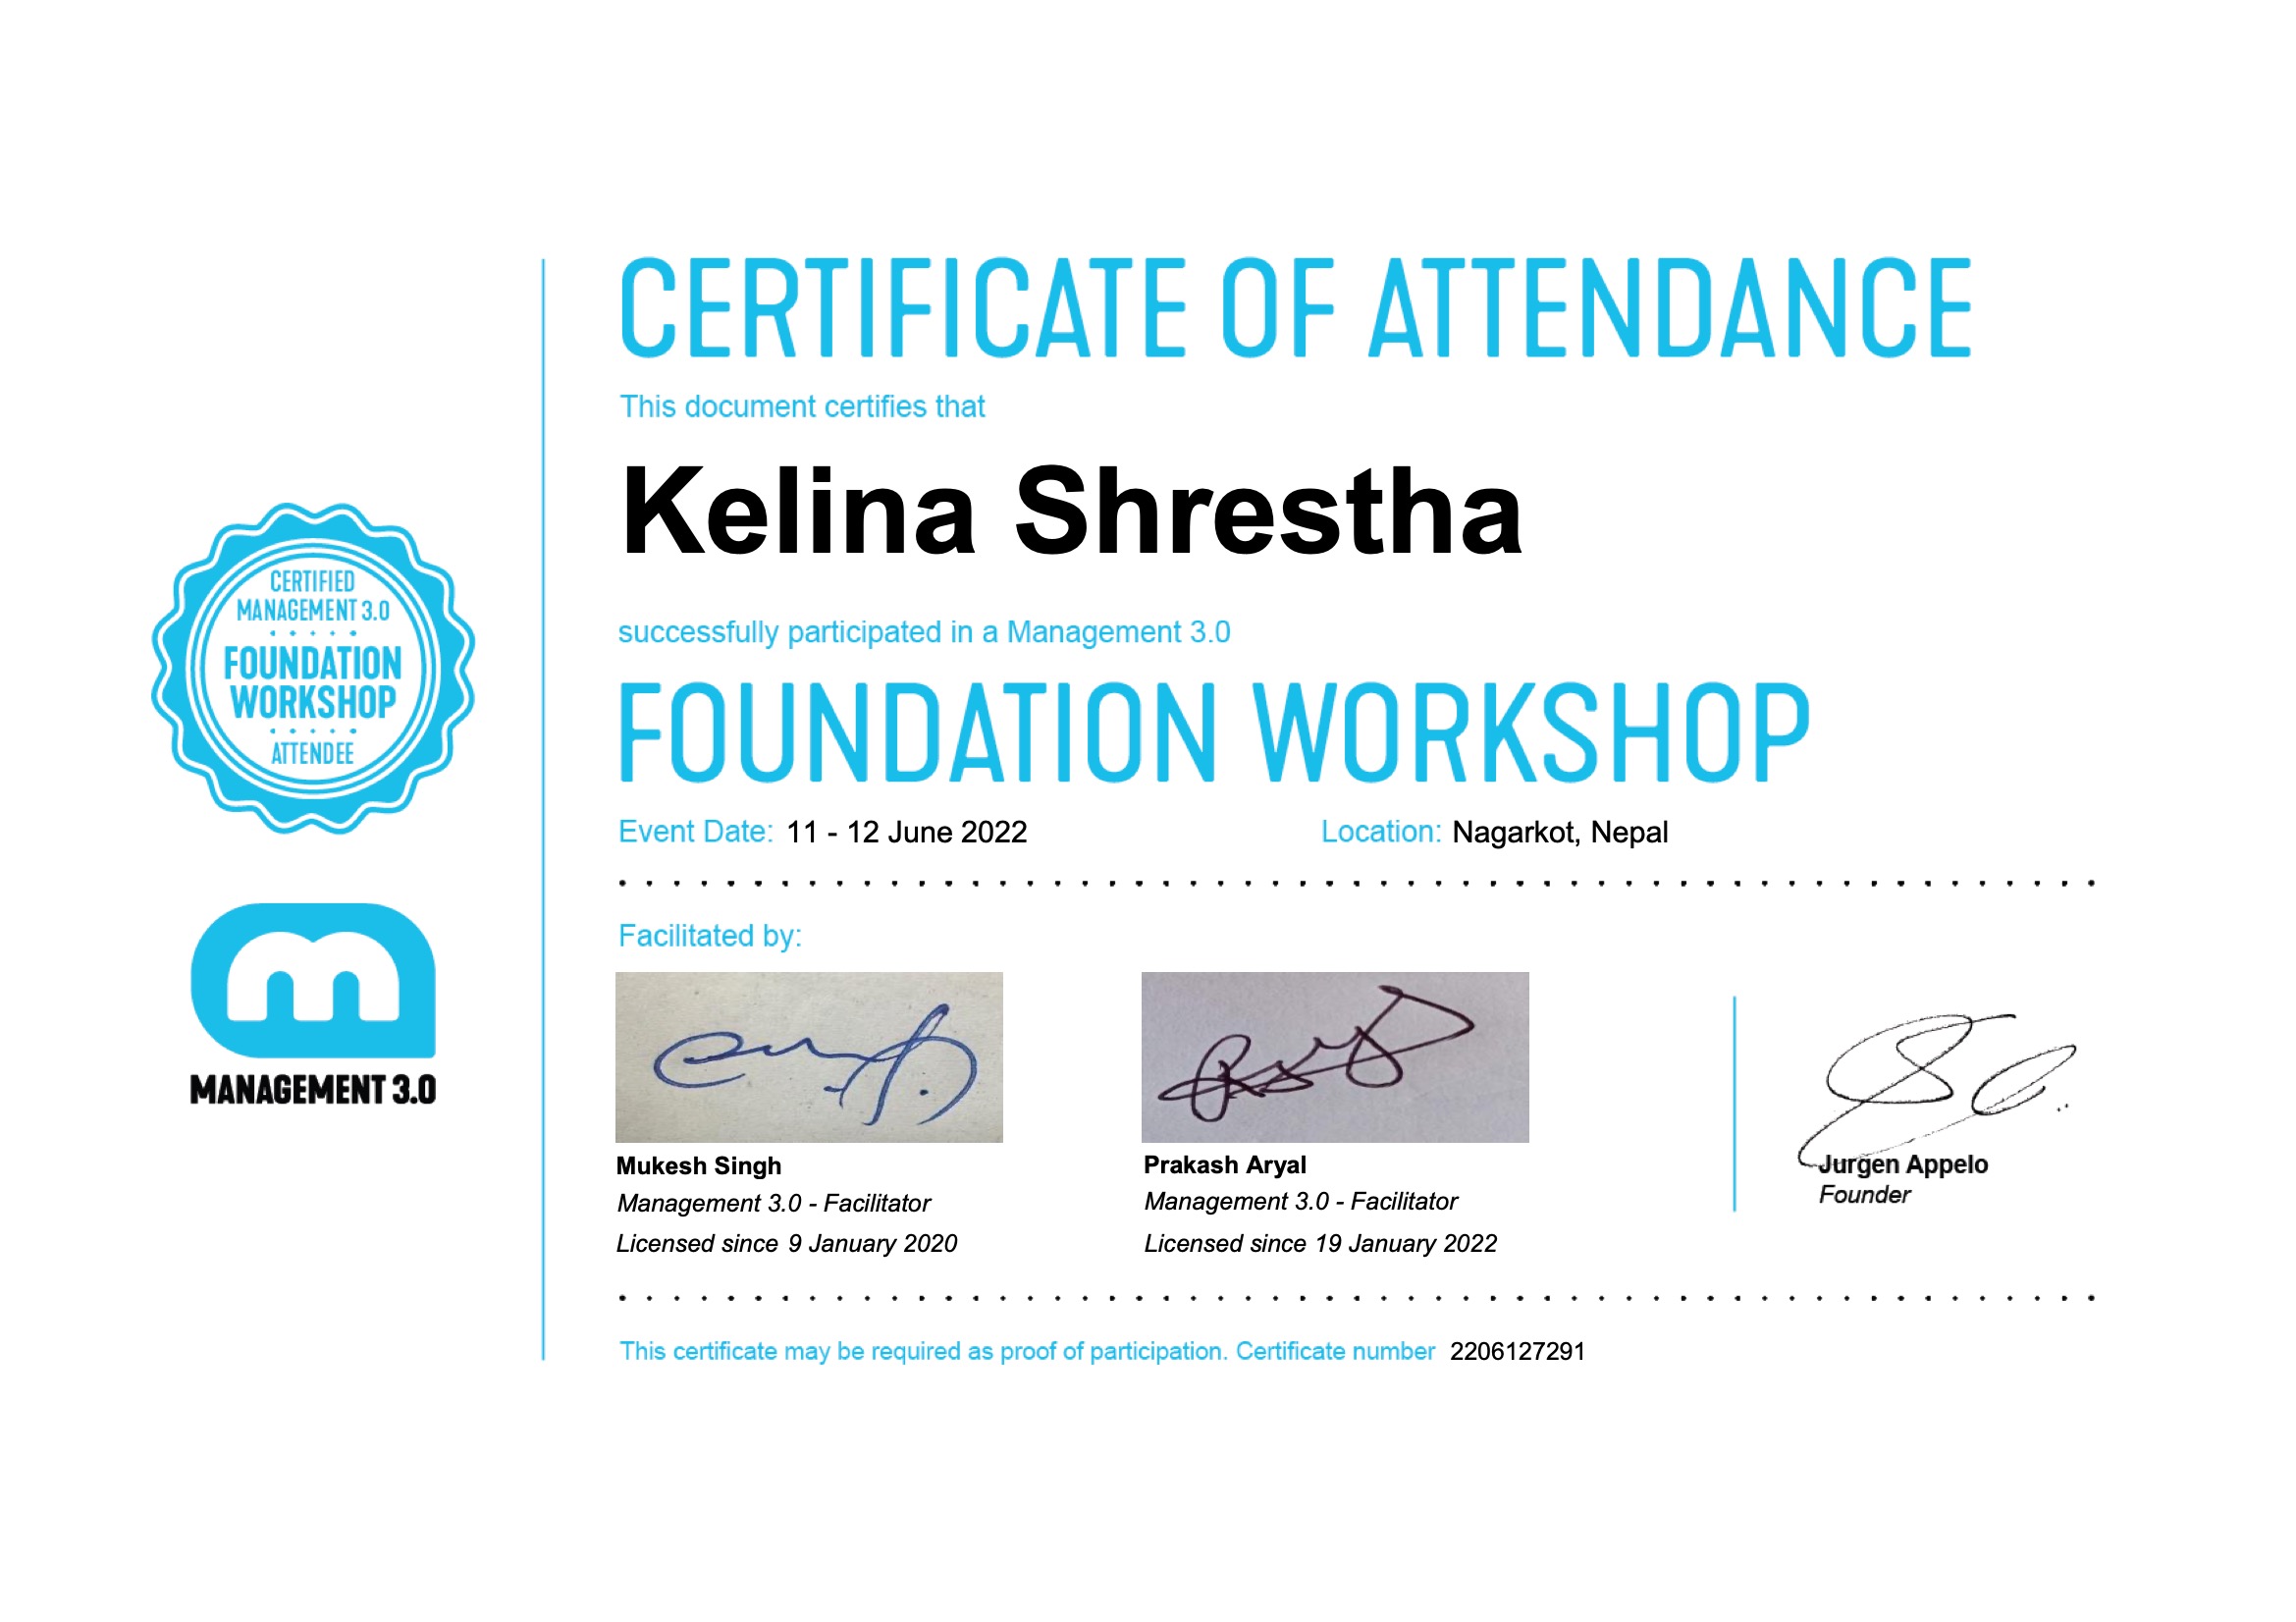 CERTIFICATE OF ATTENDANCE
This document certifies that
Kelina Shrestha
successfully participated in a Management 3.0
FOUNDATION WORKSHOP
Event Date: 11 - 12 June 2022
Location: Nagarkot, Nepal
Facilitated by:
Mukesh Singh
Management 3.0 - Facilitator
Licensed since 9 January 2020
Prakash Aryal
Management 3.0 - Facilitator
Licensed since 19 January 2022
Jurgen Appelo
Founder
This certificate may be required as proof of participation. Certificate number 2206127291
CERTIFIED
MANAGEMENT 3.0
FOUNDATION
WORKSHOP
ATTENDEE
m
MANAGEMENT 3.0